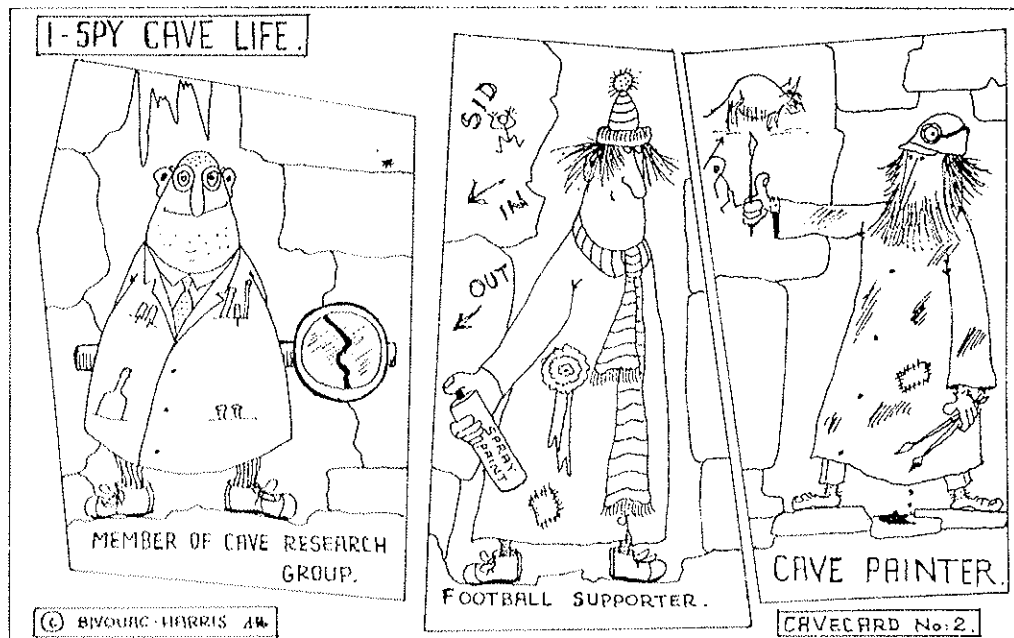 I-SPY CAVE LIFE.
MEMBER OF CAVE RESEARCH
GROUP.
SID
IN
OUT
SPRAY
PAINT
FOOTBALL SUPPORTER.
CAVE PAINTER.
© BIVOUAC-HARRIS
CAVECARD No: 2.